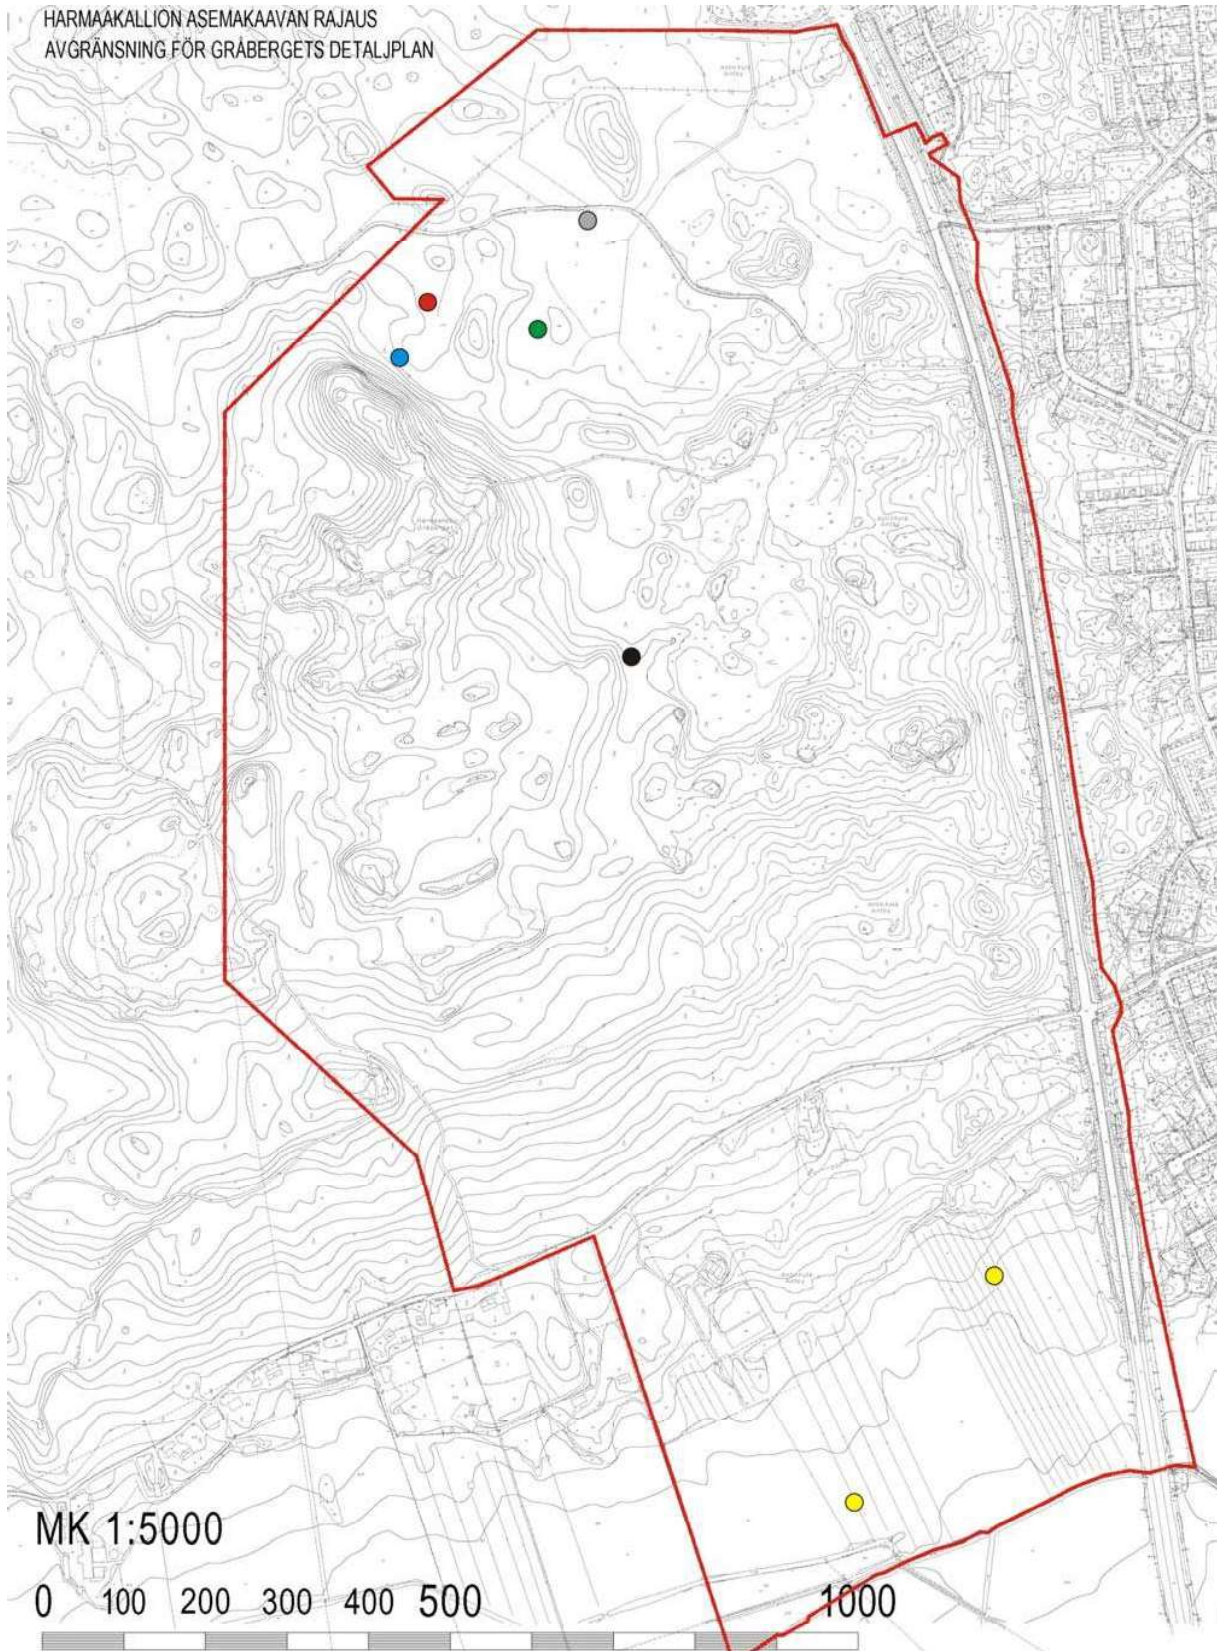 HARMAAKALLION ASEMAKAAVAN RAJAUS
AVGRÄNSNING FÖR GRÅBERGETS DETALJPLAN
MK 1:5000
0 100 200 300 400 500 1000